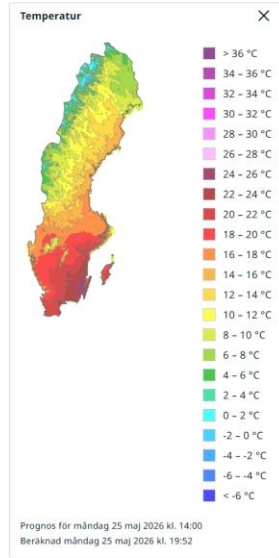 Temperatur
> 36 °C
34 – 36 °C
32 – 34 °C
30 – 32 °C
28 – 30 °C
26 – 28 °C
24 – 26 °C
22 – 24 °C
20 – 22 °C
18 – 20 °C
16 – 18 °C
14 – 16 °C
12 – 14 °C
10 – 12 °C
8 – 10 °C
6 – 8 °C
4 – 6 °C
2 – 4 °C
0 – 2 °C
-2 – 0 °C
-4 – -2 °C
-6 – -4 °C
< -6 °C
Prognos för måndag 25 maj 2026 kl. 14:00
Beräknad måndag 25 maj 2026 kl. 19:52